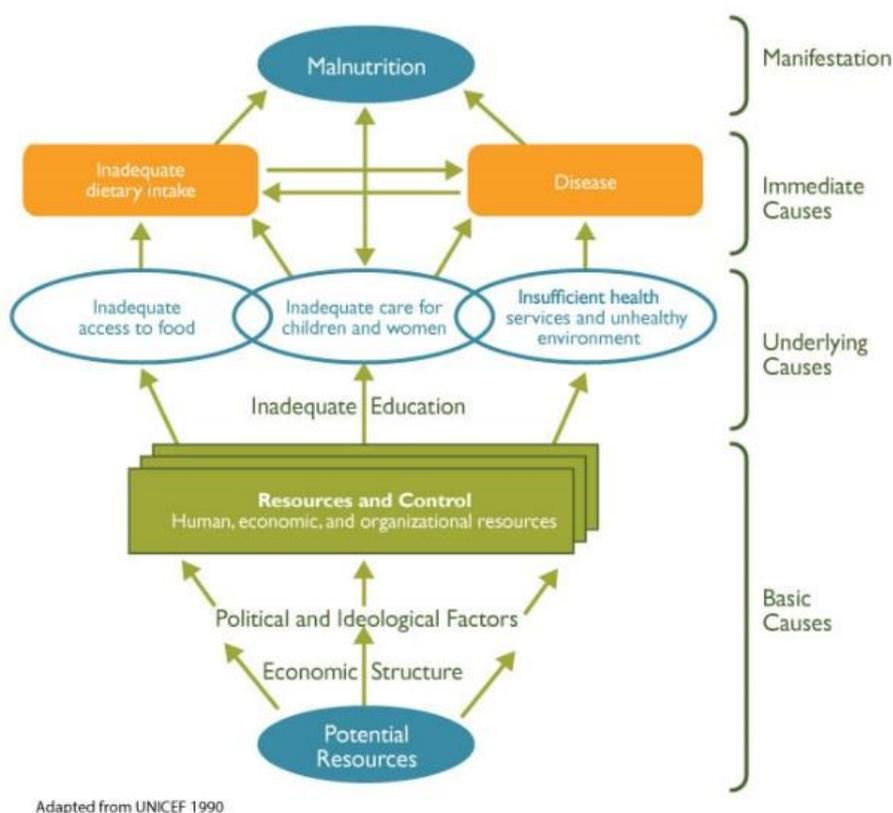 Malnutrition
Manifestation
Inadequate
dietary intake
Disease
Immediate
Causes
Inadequate
access to food
Inadequate care for
children and women
Insufficient health
services and unhealthy
environment
Underlying
Causes
Inadequate Education
Resources and Control
Human, economic, and organizational resources
Political and Ideological Factors
Economic Structure
Basic
Causes
Potential
Resources
Adapted from UNICEF 1990